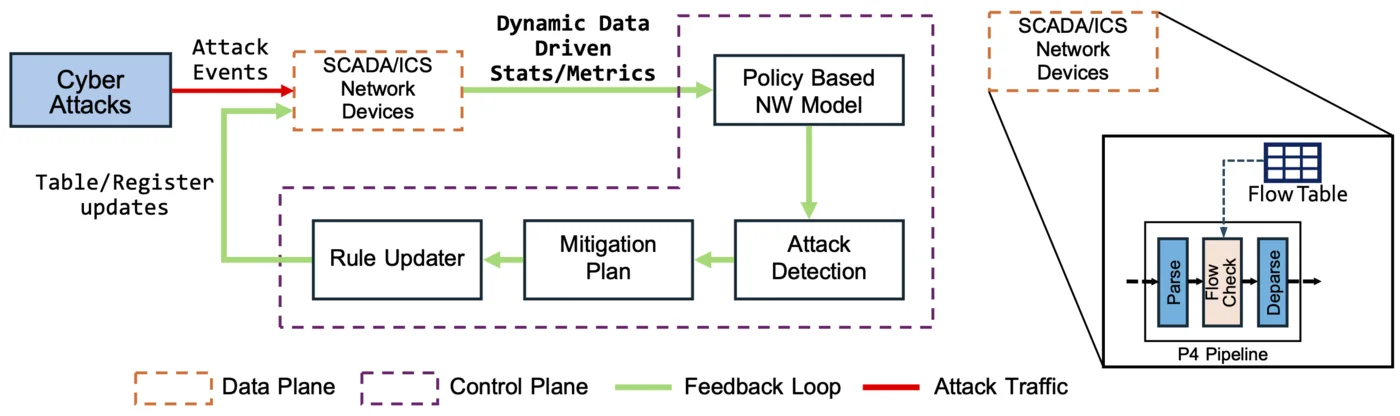 Cyber
Attacks
Attack
Events
SCADA/ICS
Network
Devices
Dynamic Data
Driven
Stats/Metrics
Policy Based
NW Model
Table/Register
updates
Rule Updater
Mitigation
Plan
Attack
Detection
SCADA/ICS
Network
Devices
Flow Table
Parse
Flow
Check
Deparse
P4 Pipeline
Data Plane
Control Plane
Feedback Loop
Attack Traffic